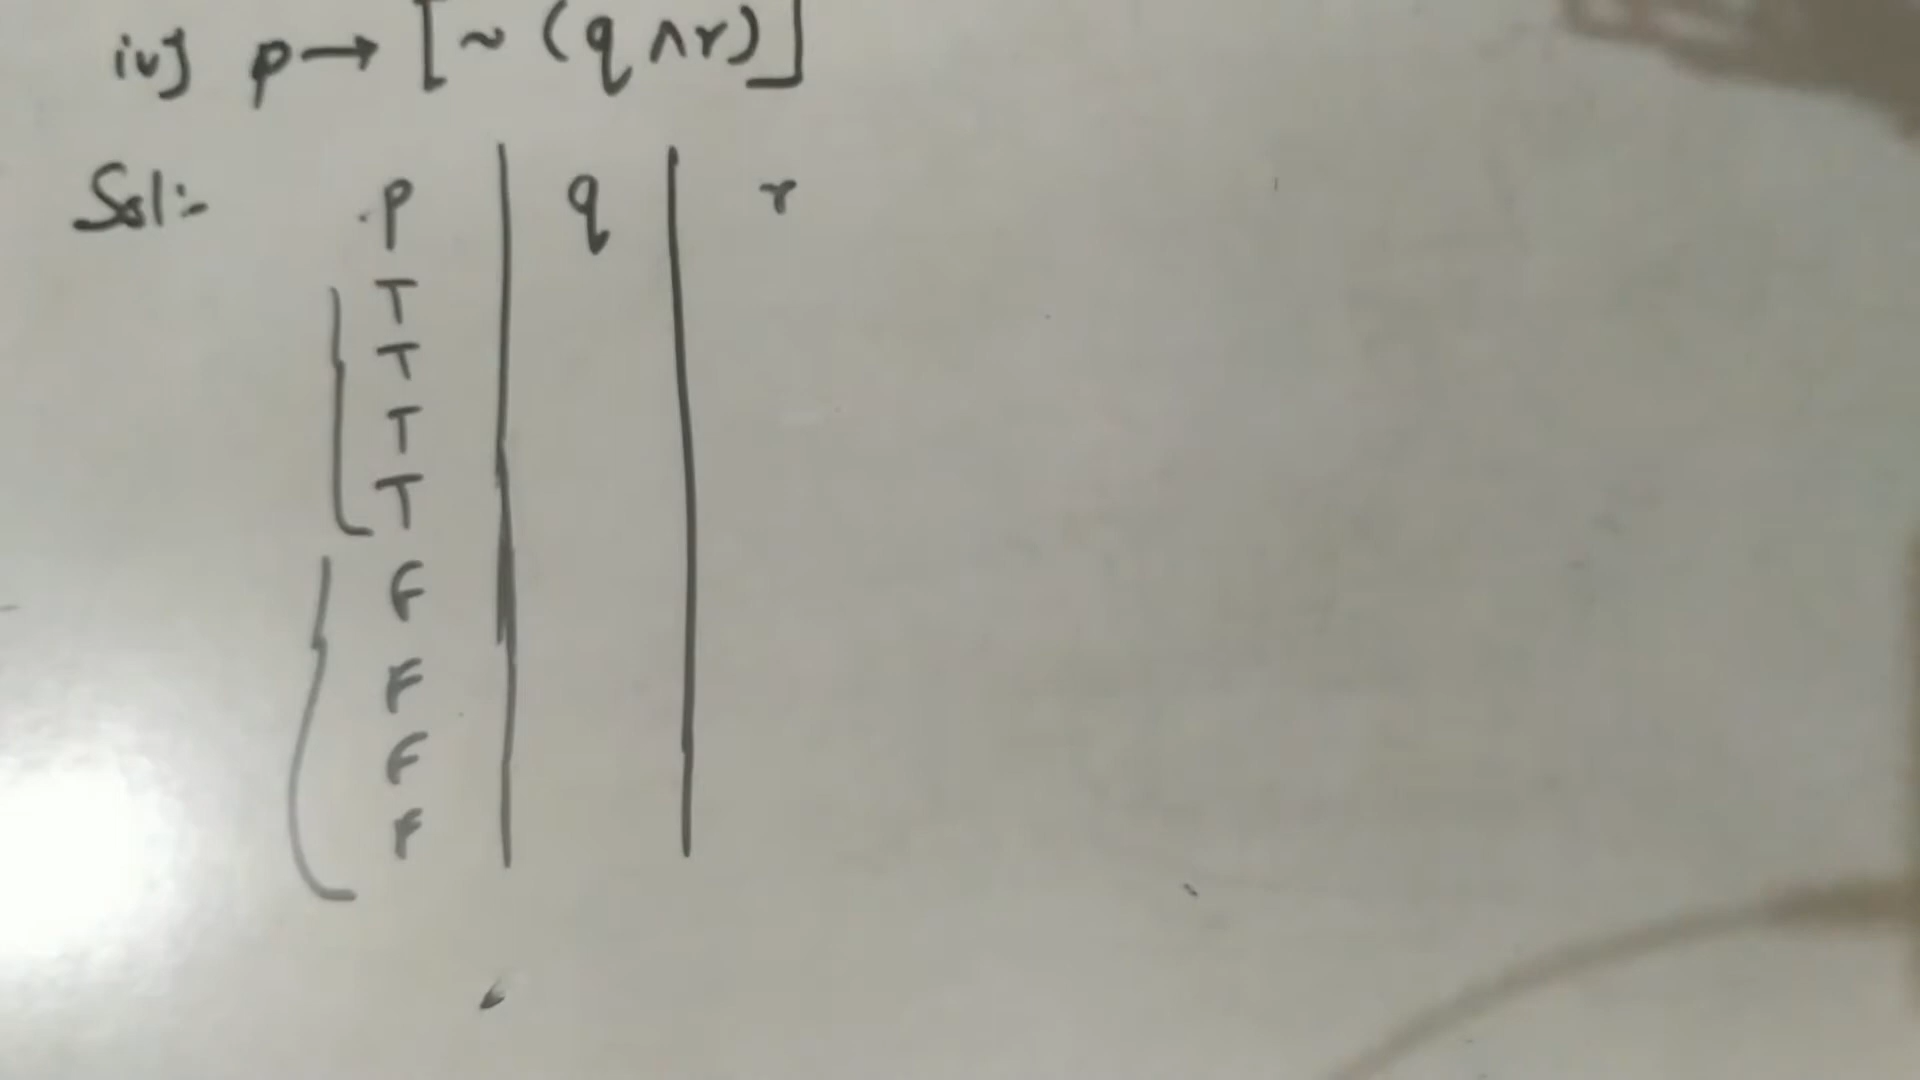 iv] p → [~ (q ∧ r)]
Sol:- p q r
T
T
T
T
F
F
F
F